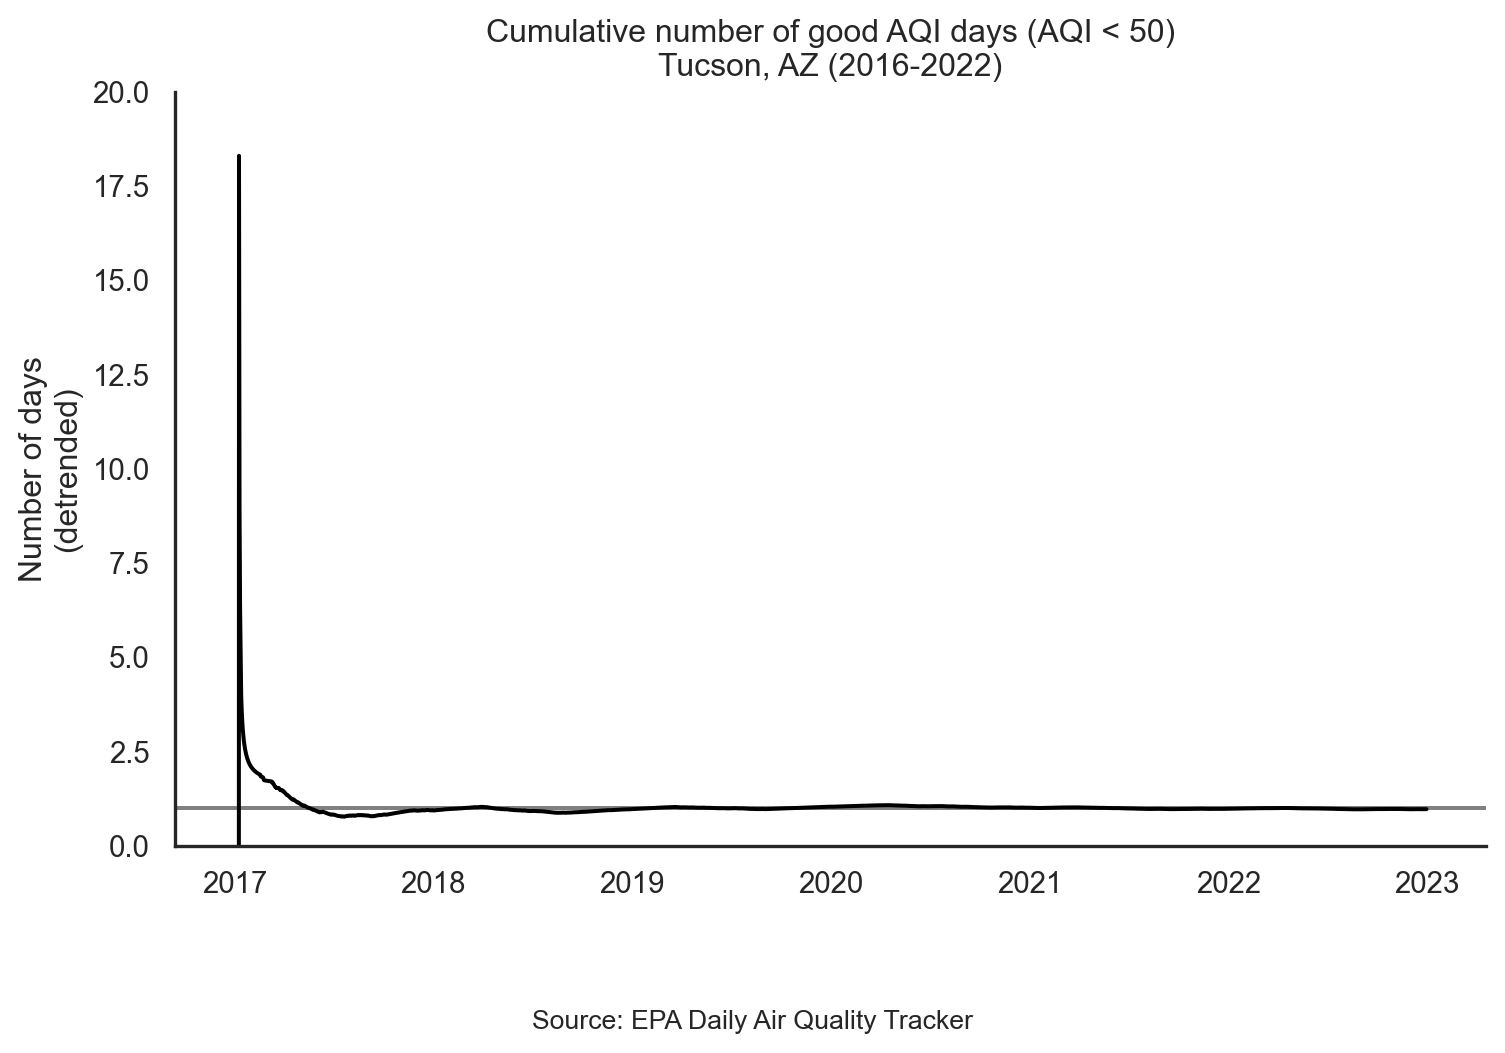 Cumulative number of good AQI days (AQI < 50)
Tucson, AZ (2016-2022)
Number of days
(detrended)
20.0
17.5
15.0
12.5
10.0
7.5
5.0
2.5
0.0
2017 2018 2019 2020 2021 2022 2023
Source: EPA Daily Air Quality Tracker